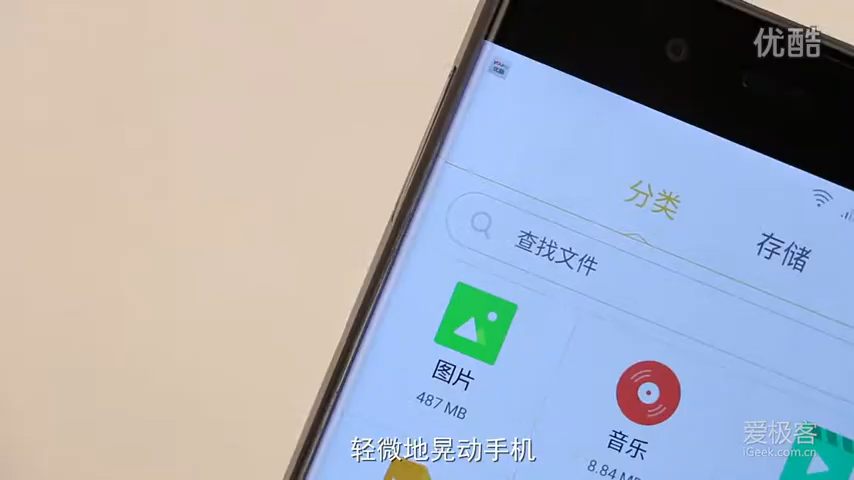 优酷
分类
存储
查找文件
图片
487 MB
音乐
8.84 MB
爱极客
iGeek.com.cn
轻微地晃动手机